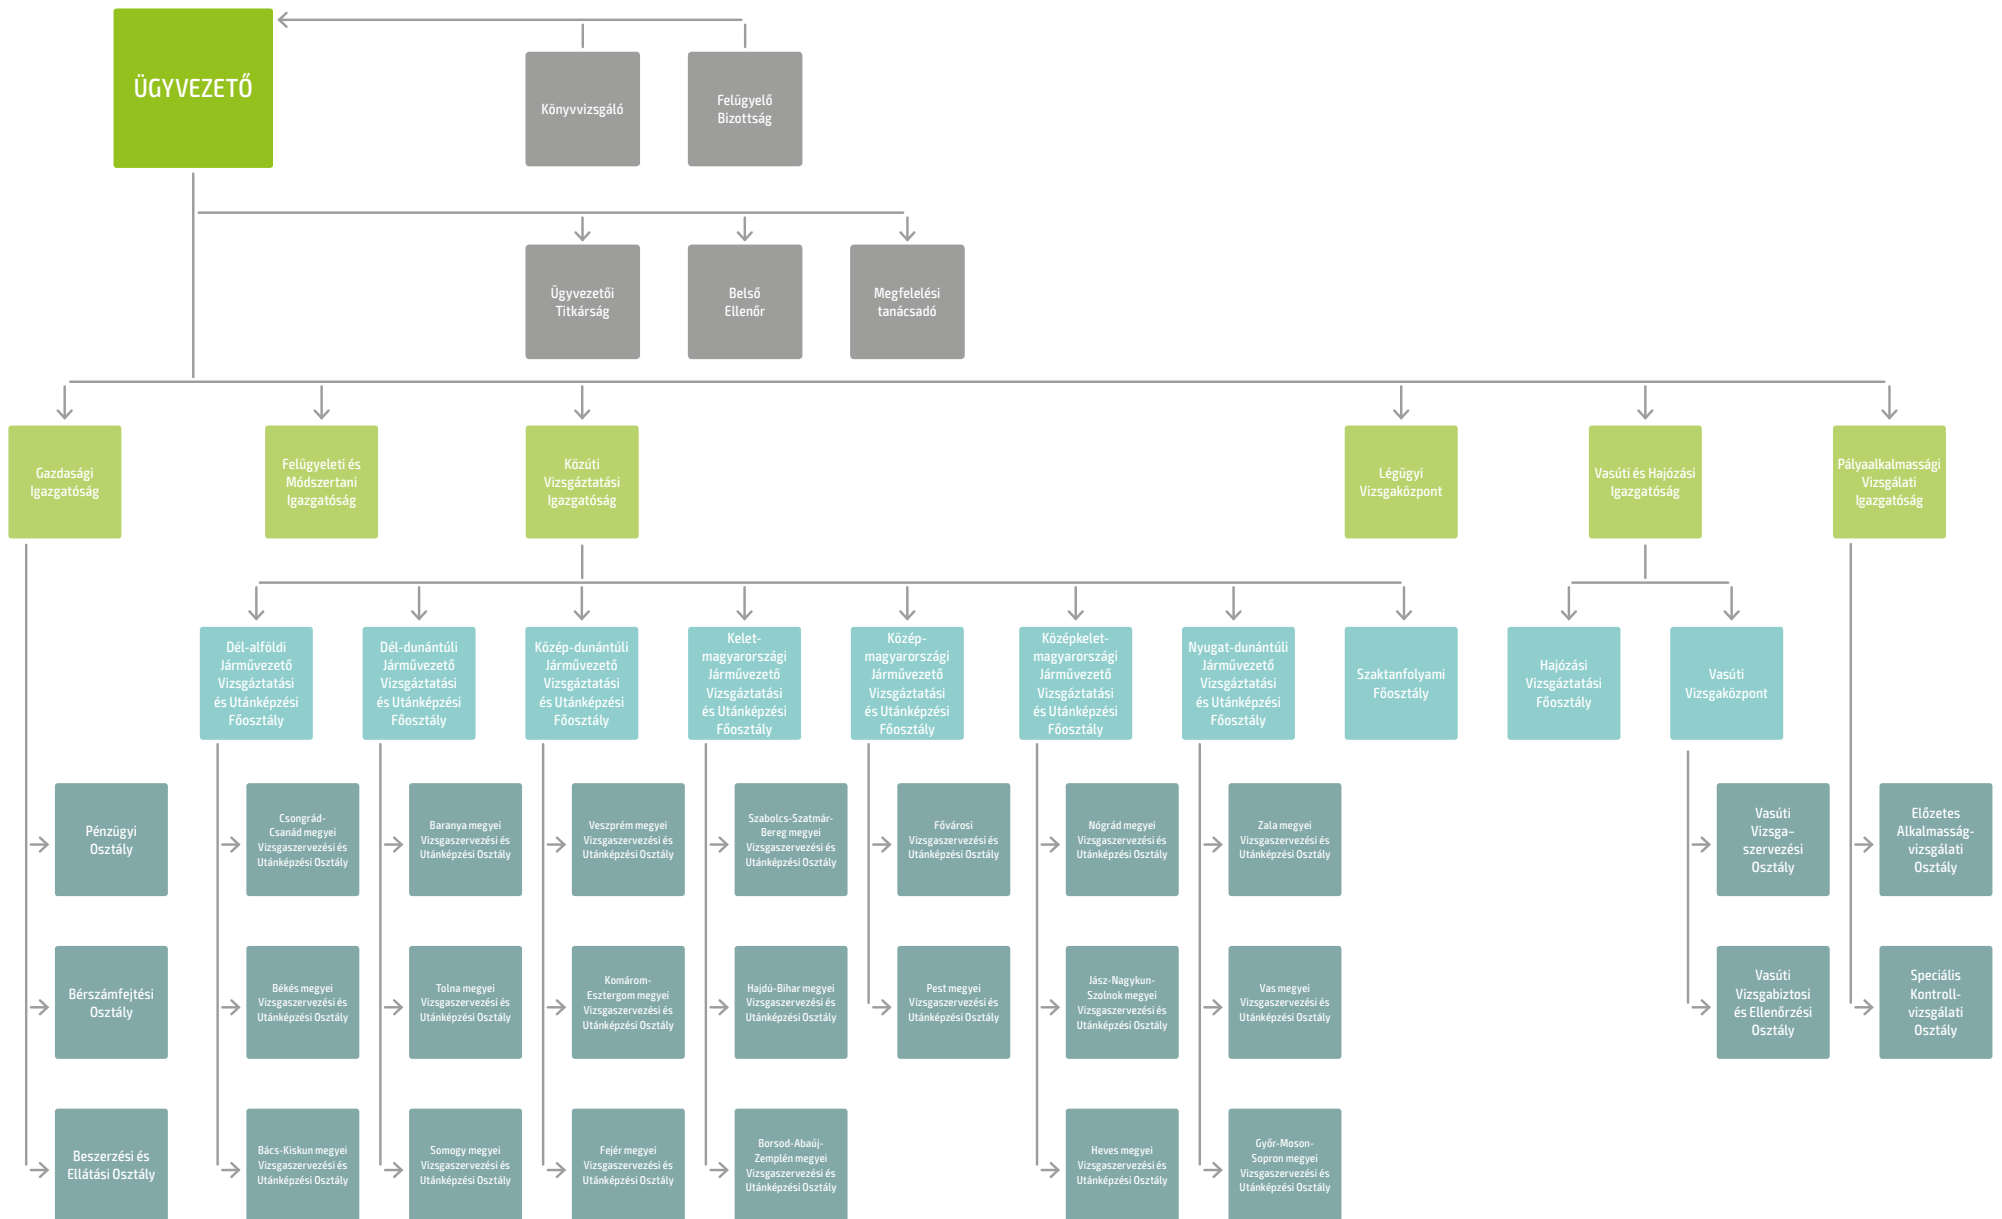 ÜGYVEZETŐ
Könyvvizsgáló
Felügyelő
Bizottság
Ügyvezetői
Titkárság
Belső
Ellenőr
Megfelelési
tanácsadó
Gazdasági
Igazgatóság
Felügyeleti és
Módszertani
Igazgatóság
Közúti
Vizsgáztatási
Igazgatóság
Légügyi
Vizsgaközpont
Vasúti és Hajózási
Igazgatóság
Pályaalkalmassági
Vizsgálati
Igazgatóság
Dél-alföldi
Járművezető
Vizsgáztatási
és Utánképzési
Főosztály
Dél-dunántúli
Járművezető
Vizsgáztatási
és Utánképzési
Főosztály
Közép-dunántúli
Járművezető
Vizsgáztatási
és Utánképzési
Főosztály
Kelet-
magyarországi
Járművezető
Vizsgáztatási
és Utánképzési
Főosztály
Közép-
magyarországi
Járművezető
Vizsgáztatási
és Utánképzési
Főosztály
Középkelet-
magyarországi
Járművezető
Vizsgáztatási
és Utánképzési
Főosztály
Nyugat-dunántúli
Járművezető
Vizsgáztatási
és Utánképzési
Főosztály
Szaktanfolyami
Főosztály
Hajózási
Vizsgáztatási
Főosztály
Vasúti
Vizsgaközpont
Pénzügyi
Osztály
Csongrád-
Csanád megyei
Vizsgaszervezési és
Utánképzési Osztály
Baranya megyei
Vizsgaszervezési és
Utánképzési Osztály
Veszprém megyei
Vizsgaszervezési és
Utánképzési Osztály
Szabolcs-Szatmár-
Bereg megyei
Vizsgaszervezési és
Utánképzési Osztály
Fővárosi
Vizsgaszervezési és
Utánképzési Osztály
Nógrád megyei
Vizsgaszervezési és
Utánképzési Osztály
Zala megyei
Vizsgaszervezési és
Utánképzési Osztály
Vasúti
Vizsga–
szervezési
Osztály
Előzetes
Alkalmasság-
vizsgálati
Osztály
Bérszámfejtési
Osztály
Békés megyei
Vizsgaszervezési és
Utánképzési Osztály
Tolna megyei
Vizsgaszervezési és
Utánképzési Osztály
Komárom-
Esztergom megyei
Vizsgaszervezési és
Utánképzési Osztály
Hajdú-Bihar megyei
Vizsgaszervezési és
Utánképzési Osztály
Pest megyei
Vizsgaszervezési és
Utánképzési Osztály
Jász-Nagykun-
Szolnok megyei
Vizsgaszervezési és
Utánképzési Osztály
Vas megyei
Vizsgaszervezési és
Utánképzési Osztály
Vasúti
Vizsgabiztosi
és Ellenőrzési
Osztály
Speciális
Kontroll-
vizsgálati
Osztály
Beszerzési és
Ellátási Osztály
Bács-Kiskun megyei
Vizsgaszervezési és
Utánképzési Osztály
Somogy megyei
Vizsgaszervezési és
Utánképzési Osztály
Fejér megyei
Vizsgaszervezési és
Utánképzési Osztály
Borsod-Abaúj-
Zemplén megyei
Vizsgaszervezési és
Utánképzési Osztály
Heves megyei
Vizsgaszervezési és
Utánképzési Osztály
Győr-Moson-
Sopron megyei
Vizsgaszervezési és
Utánképzési Osztály